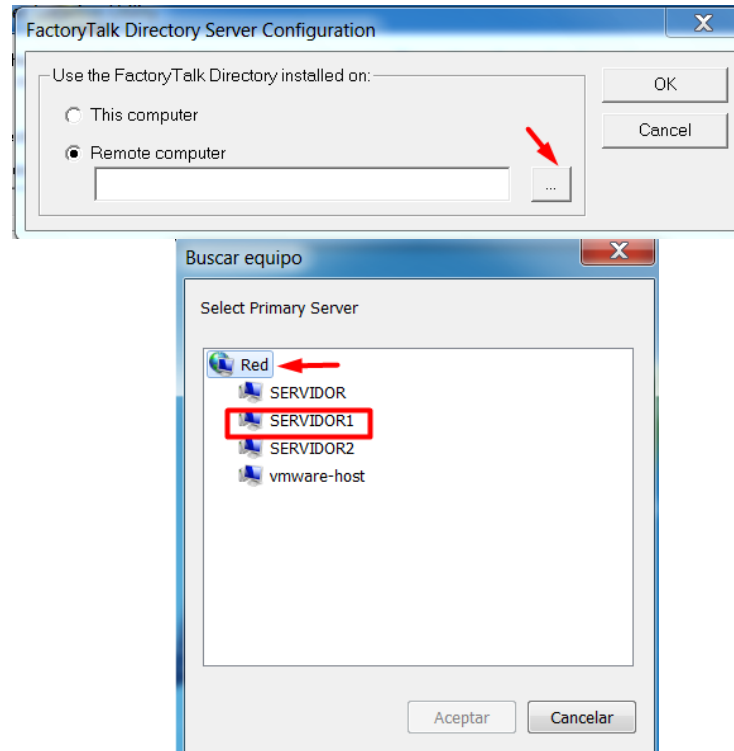 FactoryTalk Directory Server Configuration
X
Use the FactoryTalk Directory installed on:
OK
This computer
Cancel
Remote computer
...
Buscar equipo
X
Select Primary Server
Red
SERVIDOR
SERVIDOR1
SERVIDOR2
vmware-host
Aceptar Cancelar